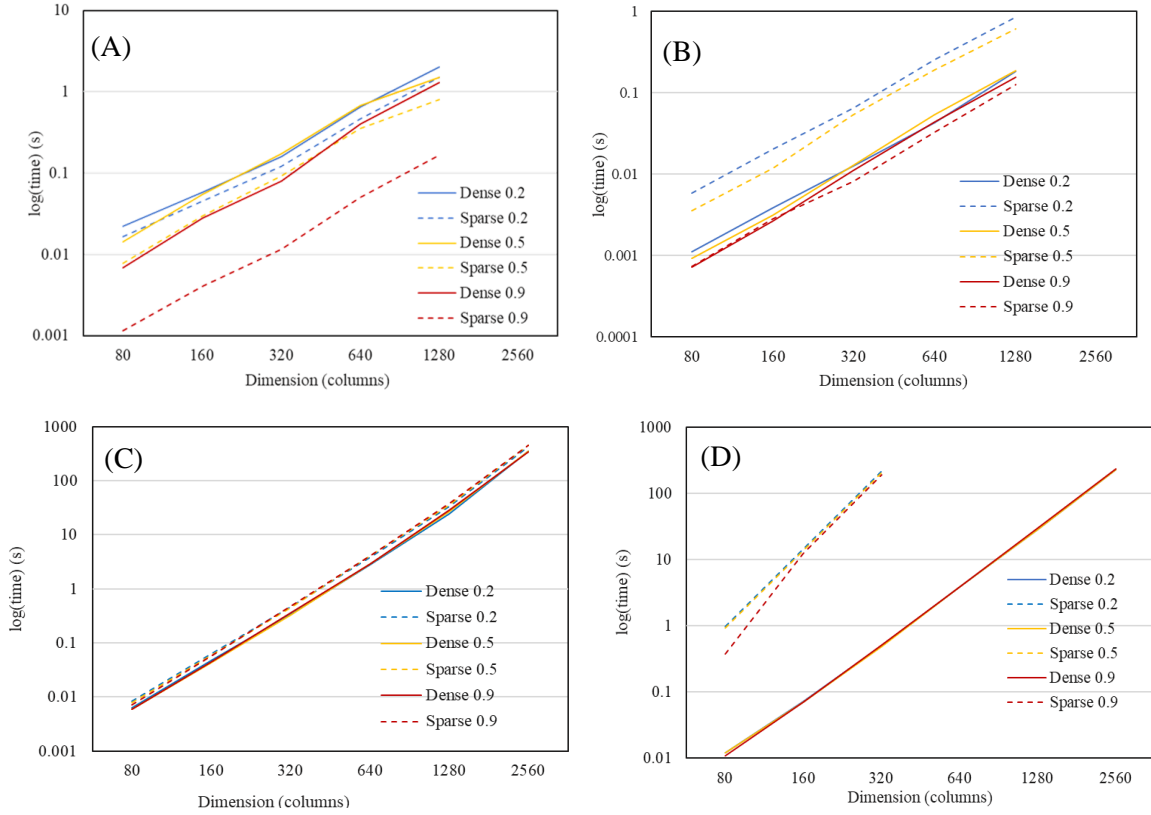 (A)
log(time) (s)
10
1
0.1
0.01
0.001
80 160 320 640 1280 2560
Dimension (columns)
Dense 0.2
Sparse 0.2
Dense 0.5
Sparse 0.5
Dense 0.9
Sparse 0.9
(B)
log(time) (s)
1
0.1
0.01
0.001
0.0001
80 160 320 640 1280 2560
Dimension (columns)
Dense 0.2
Sparse 0.2
Dense 0.5
Sparse 0.5
Dense 0.9
Sparse 0.9
(C)
log(time) (s)
1000
100
10
1
0.1
0.01
0.001
80 160 320 640 1280 2560
Dimension (columns)
Dense 0.2
Sparse 0.2
Dense 0.5
Sparse 0.5
Dense 0.9
Sparse 0.9
(D)
log(time) (s)
1000
100
10
1
0.1
0.01
80 160 320 640 1280 2560
Dimension (columns)
Dense 0.2
Sparse 0.2
Dense 0.5
Sparse 0.5
Dense 0.9
Sparse 0.9